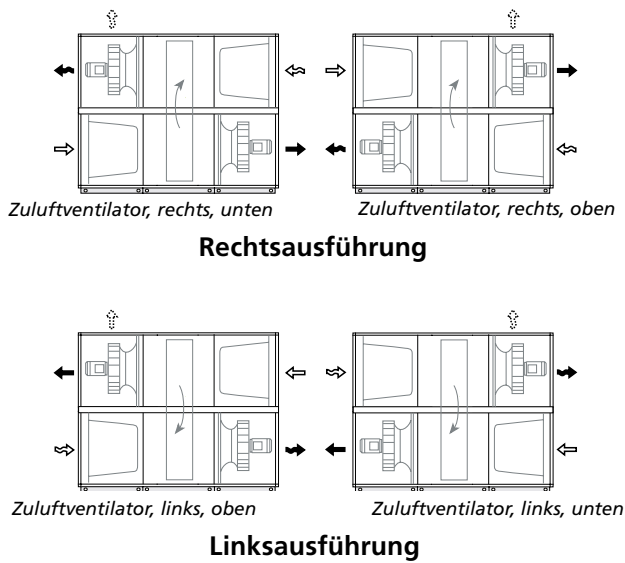 Zuluftventilator, rechts, unten
Zuluftventilator, rechts, oben
Rechtsausführung
Zuluftventilator, links, oben
Zuluftventilator, links, unten
Linksausführung